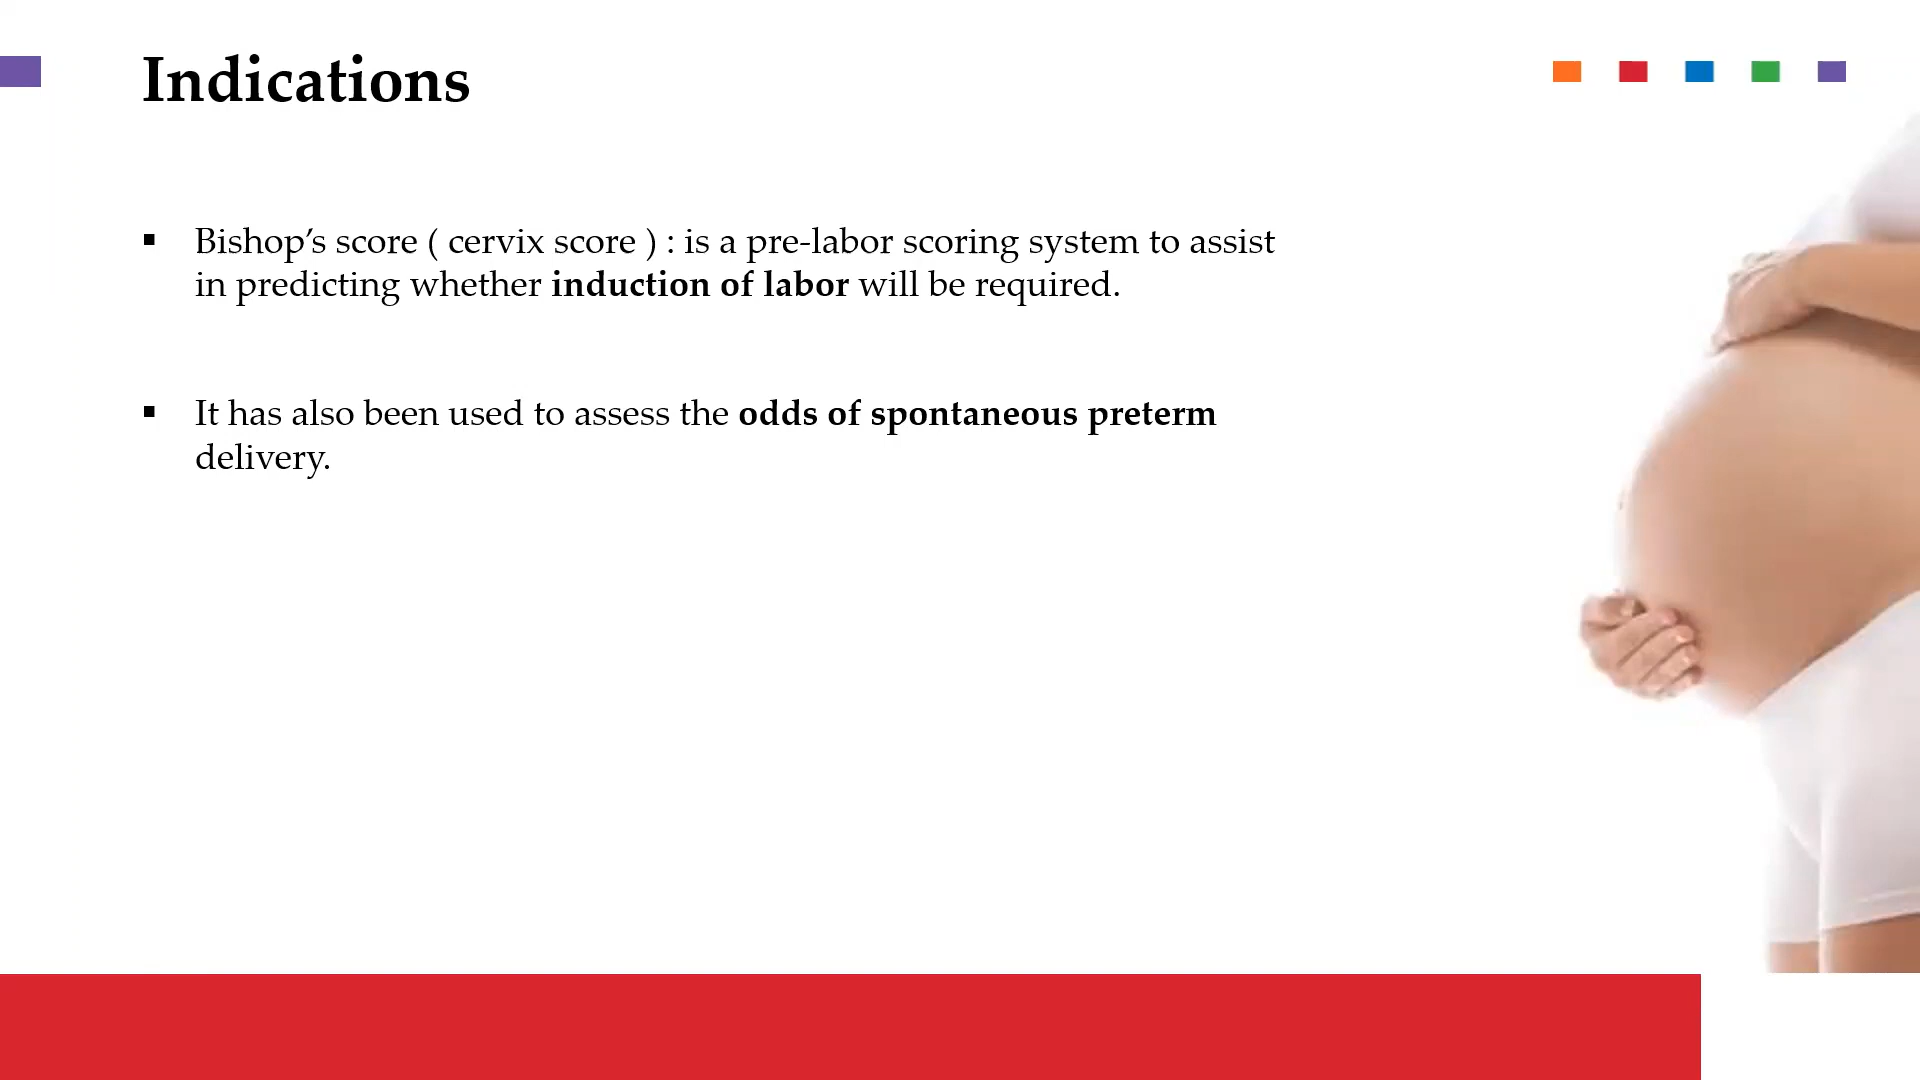 Indications
▪ Bishop’s score ( cervix score ) : is a pre-labor scoring system to assist
in predicting whether induction of labor will be required.
▪ It has also been used to assess the odds of spontaneous preterm
delivery.